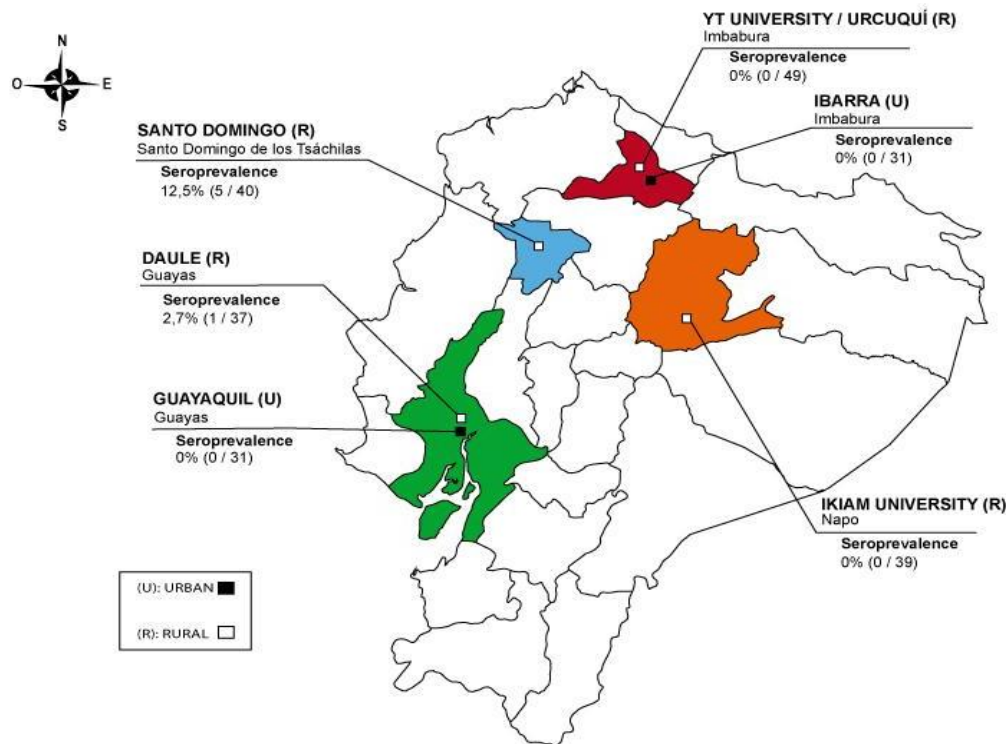 N
O
E
S
YT UNIVERSITY / URCUQUÍ (R)
Imbabura
Seroprevalence
0% (0 / 49)
IBARRA (U)
Imbabura
Seroprevalence
0% (0 / 31)
SANTO DOMINGO (R)
Santo Domingo de los Tsáchilas
Seroprevalence
12,5% (5 / 40)
DAULE (R)
Guayas
Seroprevalence
2,7% (1 / 37)
GUAYAQUIL (U)
Guayas
Seroprevalence
0% (0 / 31)
IKIAM UNIVERSITY (R)
Napo
Seroprevalence
0% (0 / 39)
(U): URBAN
(R): RURAL